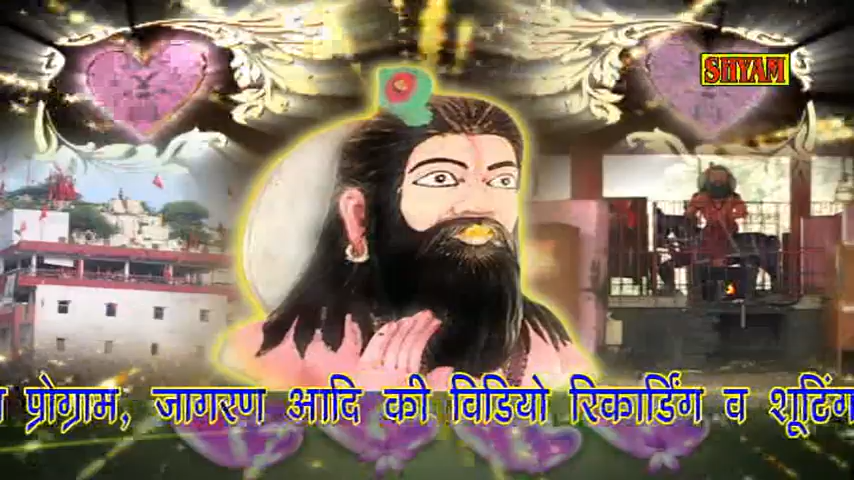 SHYAM
प्रोग्राम, जागरण आदि की विडियो रिकार्डिंग व शूटिंग